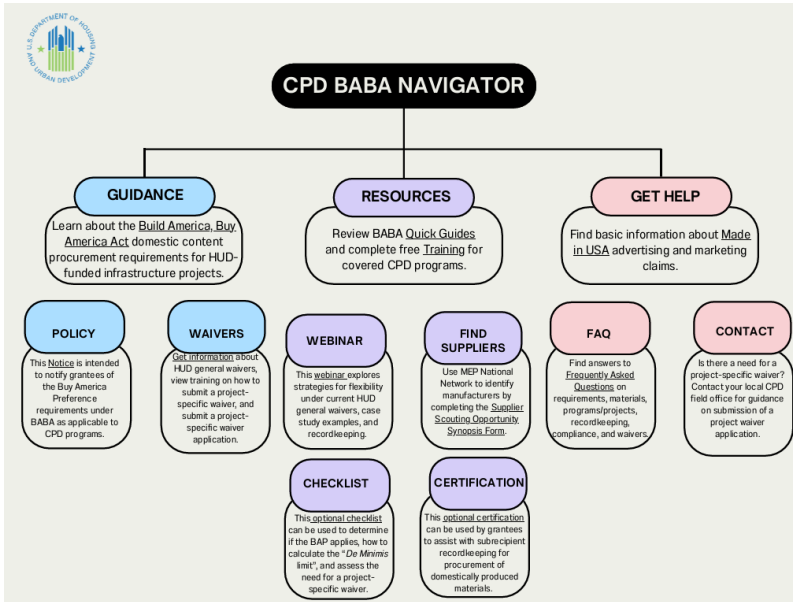 U.S. DEPARTMENT OF HOUSING
AND URBAN DEVELOPMENT
CPD BABA NAVIGATOR
GUIDANCE
Learn about the Build America, Buy
America Act domestic content
procurement requirements for HUD-
funded infrastructure projects.
RESOURCES
Review BABA Quick Guides
and complete free Training for
covered CPD programs.
GET HELP
Find basic information about Made
in USA advertising and marketing
claims.
POLICY
This Notice is intended
to notify grantees of
the Buy America
Preference
requirements under
BABA as applicable to
CPD programs.
WAIVERS
Get information about
HUD general waivers,
view training on how to
submit a project-
specific waiver, and
submit a project-
specific waiver
application.
WEBINAR
This webinar explores
strategies for flexibility
under current HUD
general waivers, case
study examples, and
recordkeeping.
FIND
SUPPLIERS
Use MEP National
Network to identify
manufacturers by
completing the Supplier
Scouting Opportunity
Synopsis Form.
FAQ
Find answers to
Frequently Asked
Questions on
requirements, materials,
programs/projects,
recordkeeping,
compliance, and waivers.
CONTACT
Is there a need for a
project-specific waiver?
Contact your local CPD
field office for guidance
on submission of a
project waiver
application.
CHECKLIST
This optional checklist
can be used to determine
if the BAP applies, how to
calculate the "De Minimis
limit", and assess the
need for a project-
specific waiver.
CERTIFICATION
This optional certification
can be used by grantees
to assist with subrecipient
recordkeeping for
procurement of
domestically produced
materials.